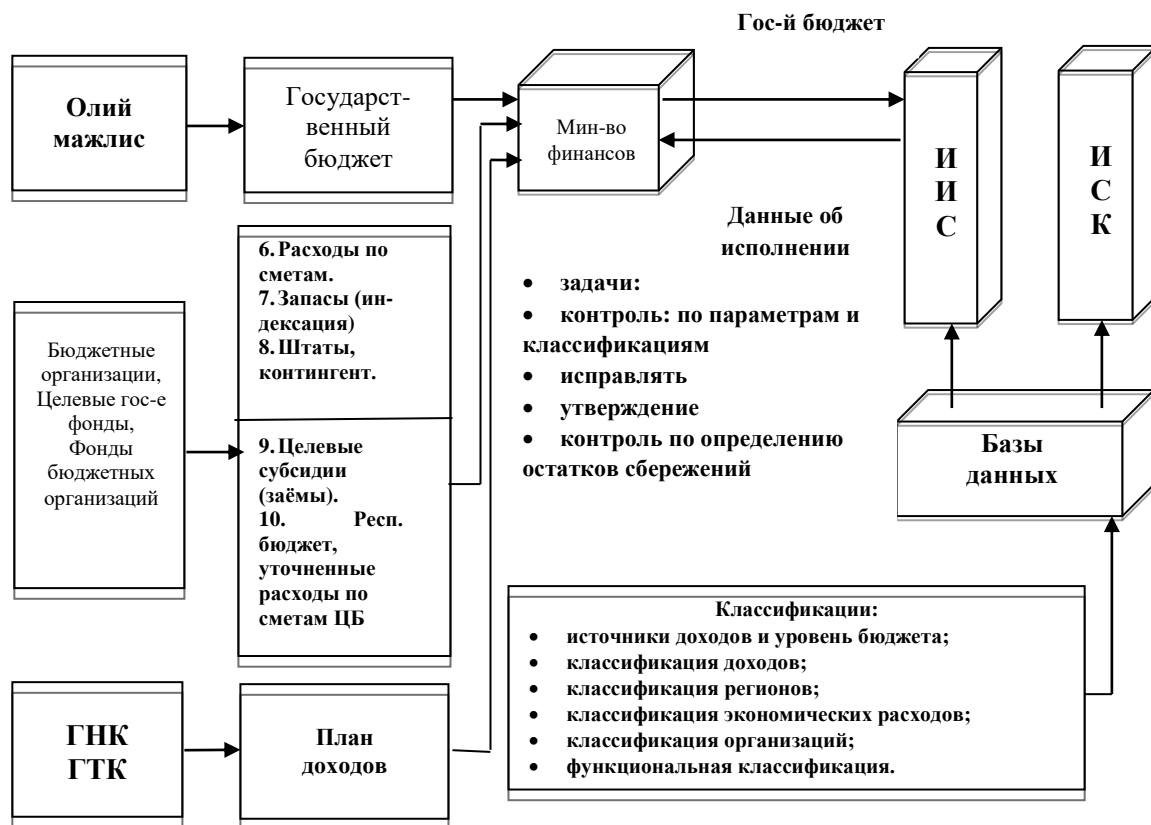 Гос-й бюджет
Олий
мажлис
Государст-
венный
бюджет
Мин-во
финансов
И
И
С
И
С
К
Данные об
исполнении
• задачи:
• контроль: по параметрам и
классификациям
• исправлять
• утверждение
• контроль по определению
остатков сбережений
Бюджетные
организации,
Целевые гос-е
фонды,
Фонды
бюджетных
организаций
6. Расходы по
сметам.
7. Запасы (ин-
дексация)
8. Штаты,
контингент.
9. Целевые
субсидии
(заёмы).
10. Респ.
бюджет,
уточненные
расходы по
сметам ЦБ
Базы
данных
ГНК
ГТК
План
доходов
Классификации:
• источники доходов и уровень бюджета;
• классификация доходов;
• классификация регионов;
• классификация экономических расходов;
• классификация организаций;
• функциональная классификация.